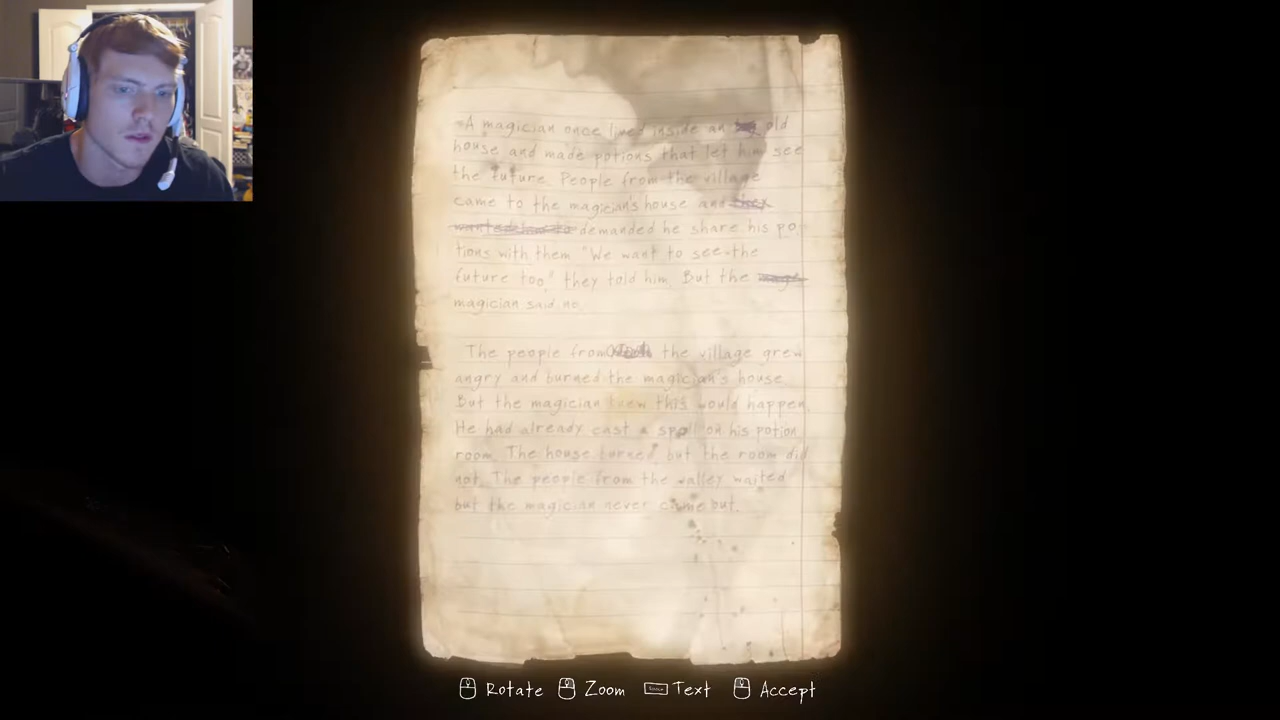 A magician once lived inside an old
house and made potions that let him see
the future. People from the village
came to the magician's house and they
wanted him to demanded he share his po-
tions with them "We want to see the
future too," they told him. But the
magician said no.
The people from the village grew
angry and burned the magician's house
But the magician knew this would happen.
He had already cast a spell on his potion
room. The house burned but the room did
not. The people from the valley waited
but the magician never came out.
Rotate Zoom Text Accept